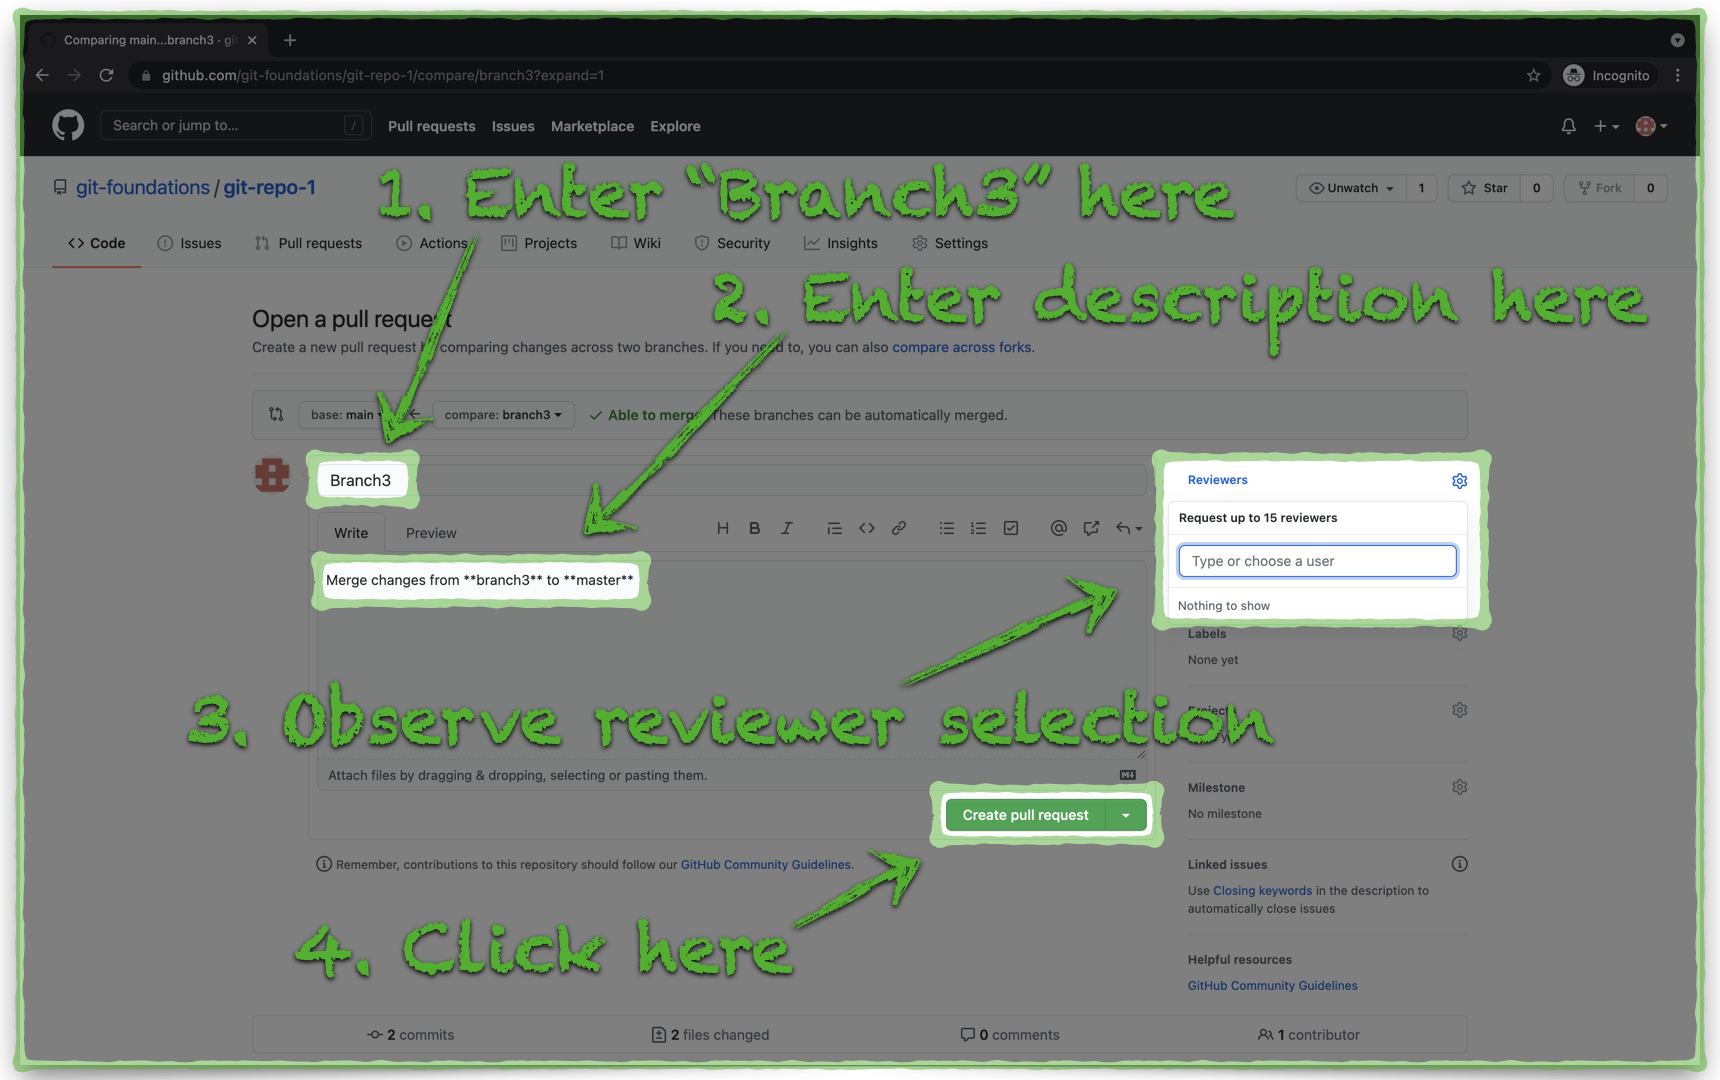 Comparing main...branch3 · git
github.com/git-foundations/git-repo-1/compare/branch3?expand=1
Incognito
Search or jump to... /
Pull requests Issues Marketplace Explore
git-foundations / git-repo-1
1. Enter "Branch3" here
Unwatch 1 Star 0 Fork 0
Code Issues Pull requests Actions Projects Wiki Security Insights Settings
2. Enter description here
Open a pull request
Create a new pull request by comparing changes across two branches. If you need to, you can also compare across forks.
base: main compare: branch3 Able to merge. These branches can be automatically merged.
Branch3
Reviewers
Request up to 15 reviewers
Type or choose a user
Nothing to show
Write Preview
Merge changes from **branch3** to **master**
Labels
None yet
3. Observe reviewer selection
Projects
Attach files by dragging & dropping, selecting or pasting them.
Create pull request
Milestone
No milestone
Remember, contributions to this repository should follow our GitHub Community Guidelines.
Linked issues
Use Closing keywords in the description to
automatically close issues
4. Click here
Helpful resources
GitHub Community Guidelines
2 commits 2 files changed 0 comments 1 contributor